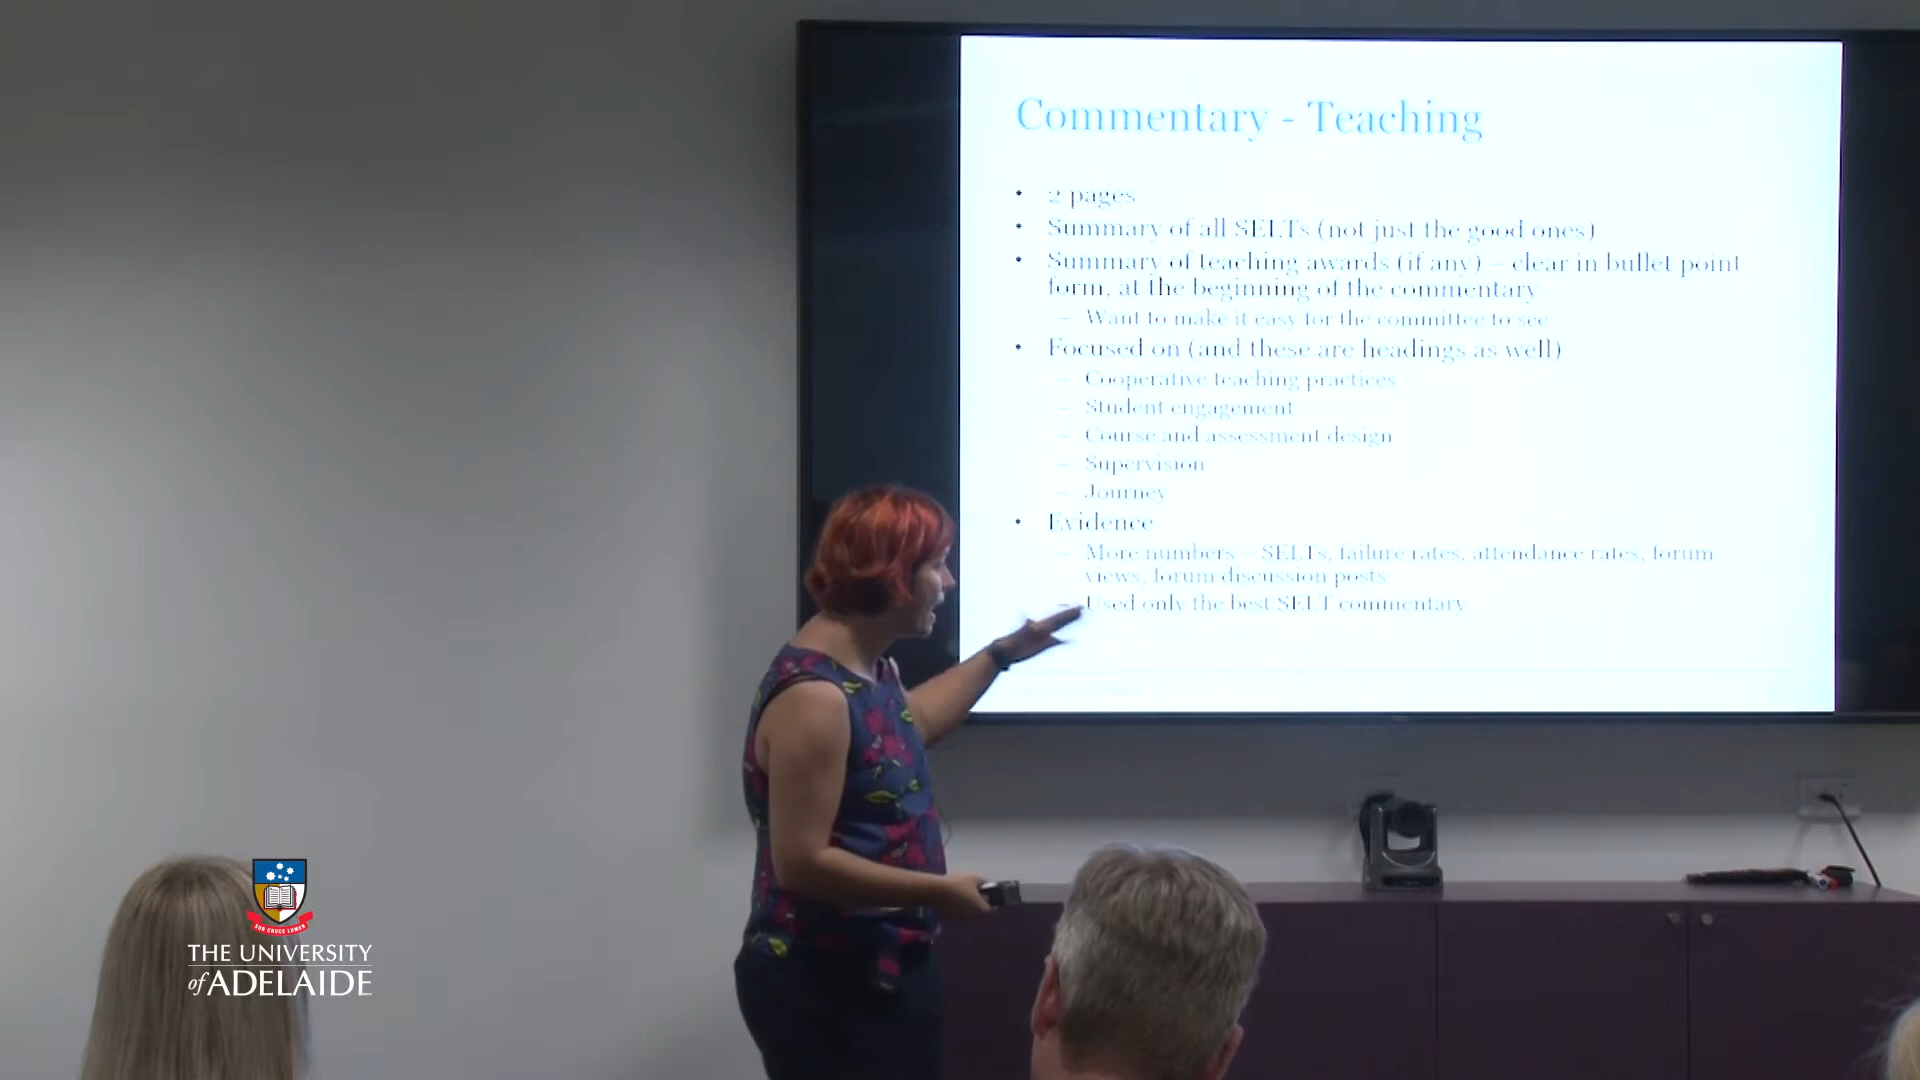 Commentary - Teaching
• 2 pages
• Summary of all SELTs (not just the good ones)
• Summary of teaching awards (if any) – clear in bullet point
form, at the beginning of the commentary
– Want to make it easy for the committee to see
• Focused on (and these are headings as well)
– Cooperative teaching practices
– Student engagement
– Course and assessment design
– Supervision
– Journey
• Evidence
– More numbers – SELTs, failure rates, attendance rates, forum
views, forum discussion posts
– Used only the best SELT commentary
SUB CRUCE LUMEN
THE UNIVERSITY
of ADELAIDE